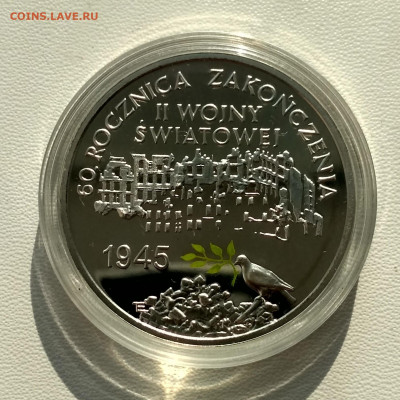 COINS.LAVE.RU
60. ROCZNICA ZAKOŃCZENIA
II WOJNY
ŚWIATOWEJ
1945